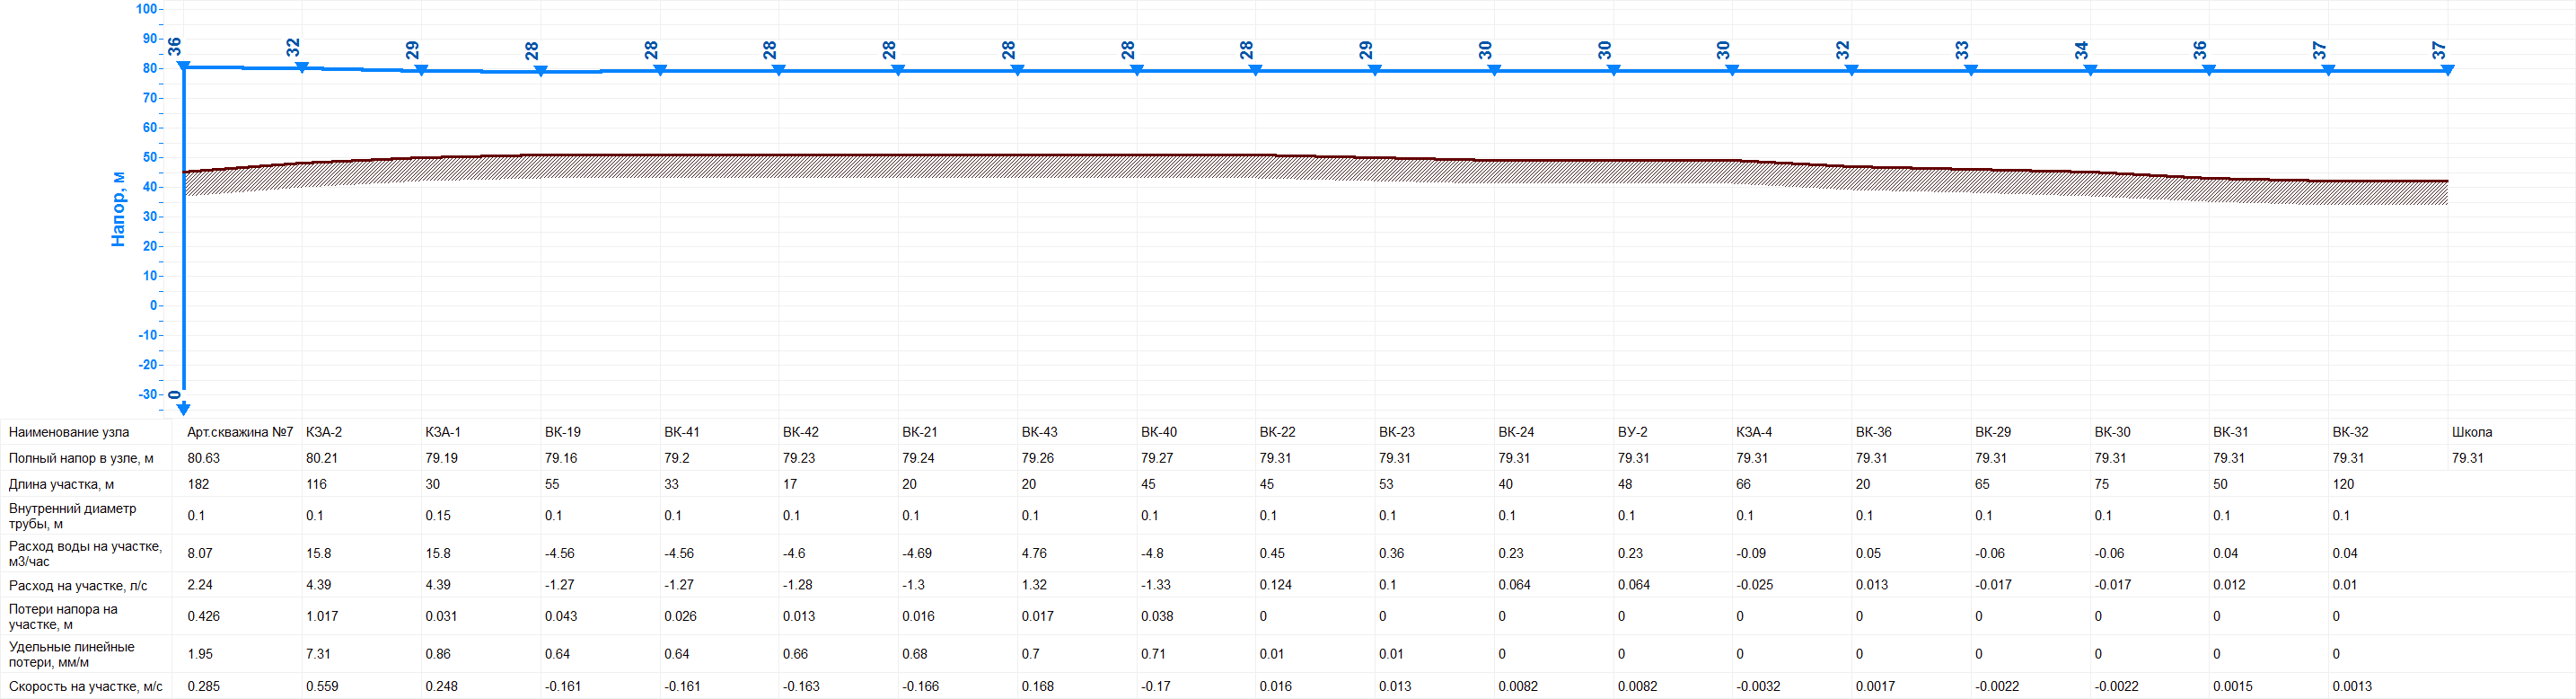 100
90
80
70
60
50
40
30
20
10
0
-10
-20
-30
Напор, м
36 32 29 28 28 28 28 28 28 28 29 30 30 30 32 33 34 36 37 37
0
Наименование узла Арт.скважина №7 КЗА-2 КЗА-1 ВК-19 ВК-41 ВК-42 ВК-21 ВК-43 ВК-40 ВК-22 ВК-23 ВК-24 ВУ-2 КЗА-4 ВК-36 ВК-29 ВК-30 ВК-31 ВК-32 Школа
Полный напор в узле, м 80.63 80.21 79.19 79.16 79.2 79.23 79.24 79.26 79.27 79.31 79.31 79.31 79.31 79.31 79.31 79.31 79.31 79.31 79.31 79.31
Длина участка, м 182 116 30 55 33 17 20 20 45 45 53 40 48 66 20 65 75 50 120
Внутренний диаметр
трубы, м 0.1 0.1 0.15 0.1 0.1 0.1 0.1 0.1 0.1 0.1 0.1 0.1 0.1 0.1 0.1 0.1 0.1 0.1 0.1
Расход воды на участке,
м3/час 8.07 15.8 15.8 -4.56 -4.56 -4.6 -4.69 4.76 -4.8 0.45 0.36 0.23 0.23 -0.09 0.05 -0.06 -0.06 0.04 0.04
Расход на участке, л/с 2.24 4.39 4.39 -1.27 -1.27 -1.28 -1.3 1.32 -1.33 0.124 0.1 0.064 0.064 -0.025 0.013 -0.017 -0.017 0.012 0.01
Потери напора на
участке, м 0.426 1.017 0.031 0.043 0.026 0.013 0.016 0.017 0.038 0 0 0 0 0 0 0 0 0 0
Удельные линейные
потери, мм/м 1.95 7.31 0.86 0.64 0.64 0.66 0.68 0.7 0.71 0.01 0.01 0 0 0 0 0 0 0 0
Скорость на участке, м/с 0.285 0.559 0.248 -0.161 -0.161 -0.163 -0.166 0.168 -0.17 0.016 0.013 0.0082 0.0082 -0.0032 0.0017 -0.0022 -0.0022 0.0015 0.0013